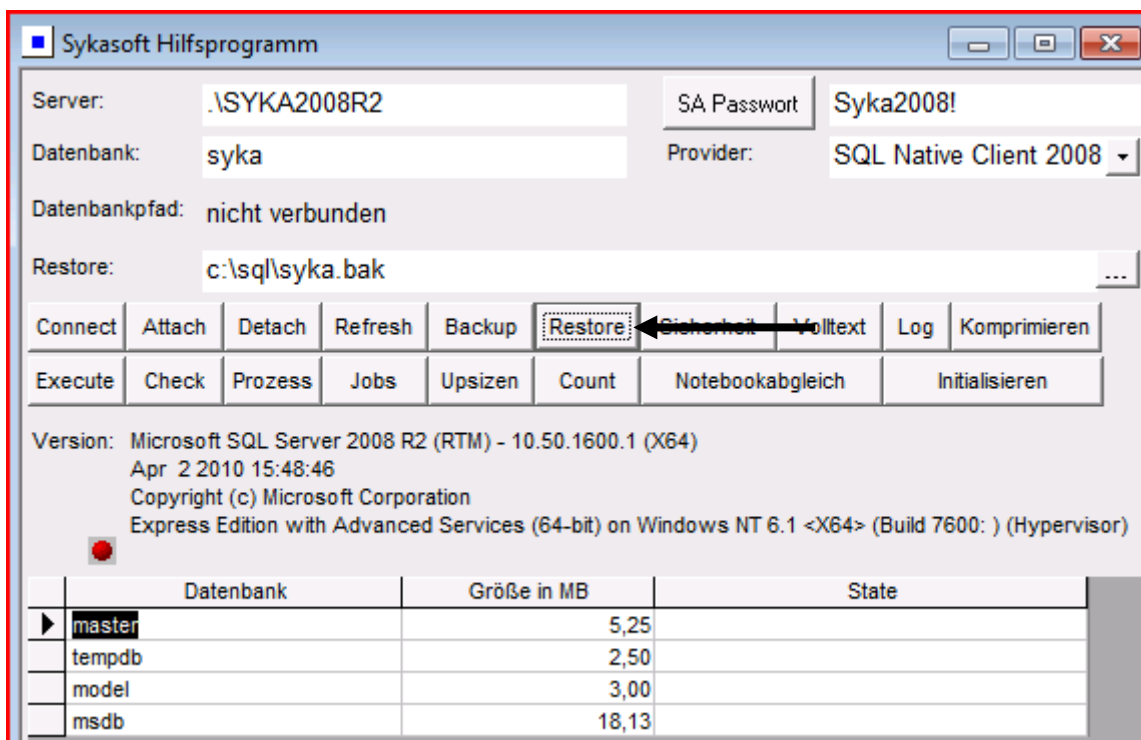 Sykasoft Hilfsprogramm
Server: .\SYKA2008R2 SA Passwort Syka2008!
Datenbank: syka Provider: SQL Native Client 2008
Datenbankpfad: nicht verbunden
Restore: c:\sql\syka.bak ...
Connect Attach Detach Refresh Backup Restore Sicherheit Volltext Log Komprimieren
Execute Check Prozess Jobs Upsizen Count Notebookabgleich Initialisieren
Version: Microsoft SQL Server 2008 R2 (RTM) - 10.50.1600.1 (X64)
Apr 2 2010 15:48:46
Copyright (c) Microsoft Corporation
Express Edition with Advanced Services (64-bit) on Windows NT 6.1 <X64> (Build 7600: ) (Hypervisor)
Datenbank Größe in MB State
master 5,25
tempdb 2,50
model 3,00
msdb 18,13